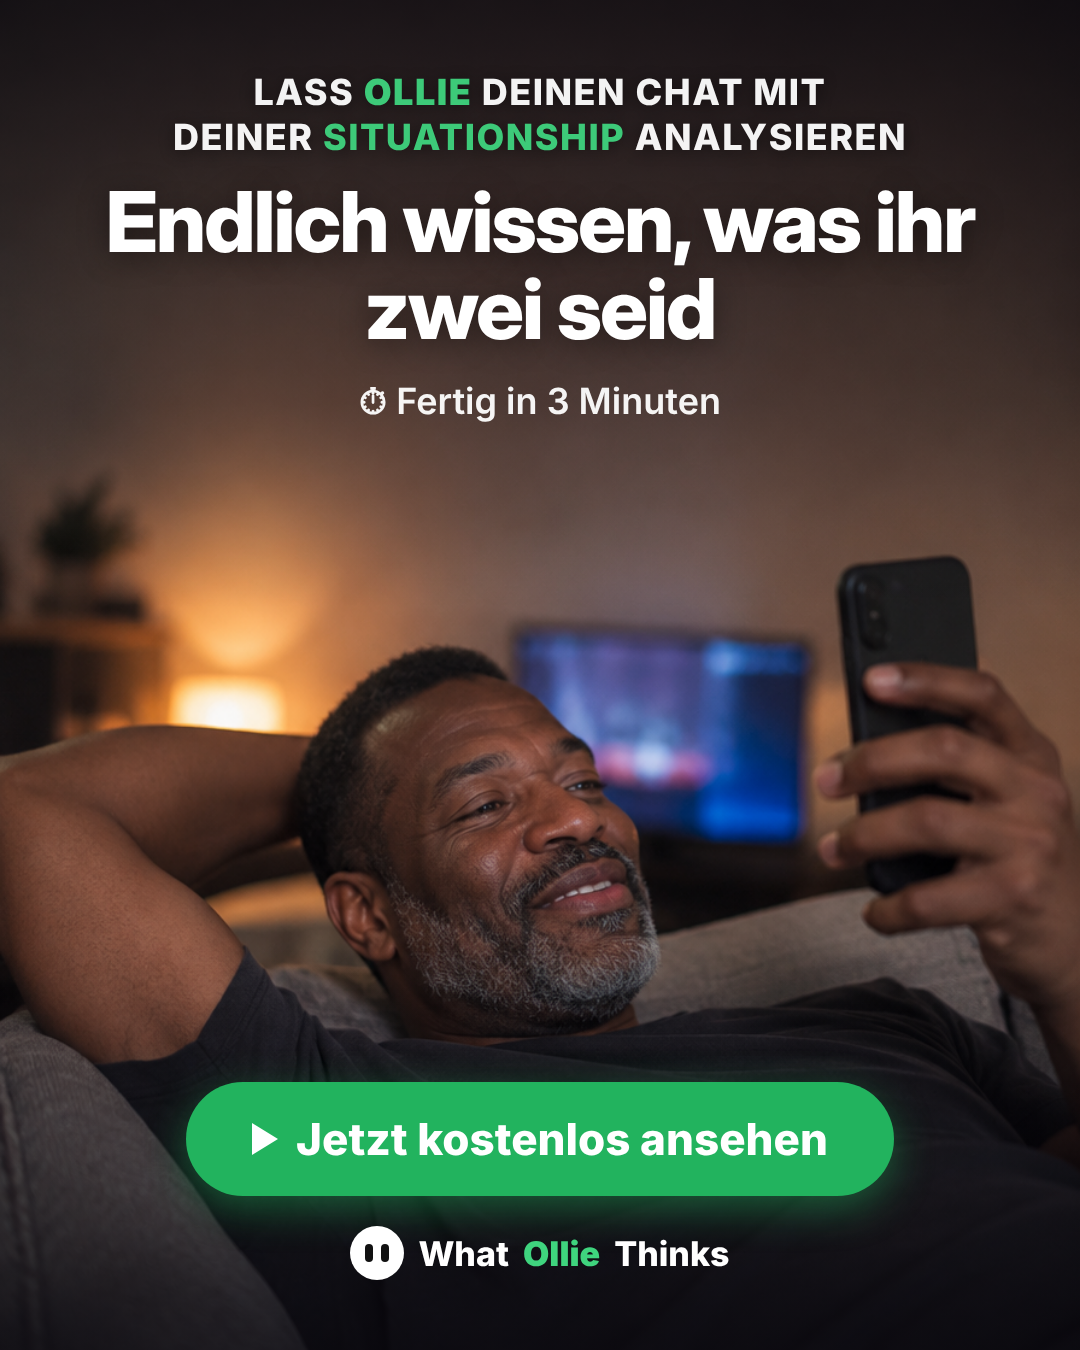 LASS OLLIE DEINEN CHAT MIT
DEINER SITUATIONSHIP ANALYSIEREN
Endlich wissen, was ihr
zwei seid
⏱ Fertig in 3 Minuten
▶ Jetzt kostenlos ansehen
What Ollie Thinks